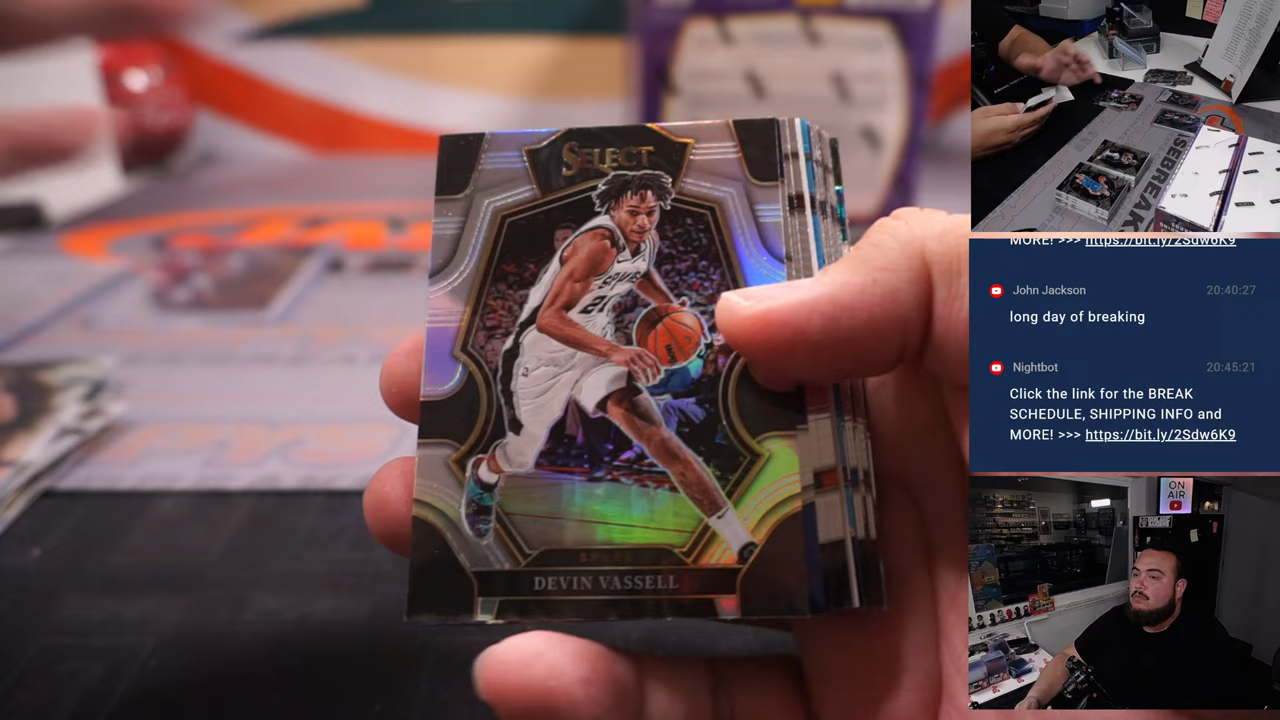 SELECT
SPURS
DEVIN VASSELL
SEBREAK
MORE! >>> https://bit.ly/2Sdw6K9
John Jackson 20:40:27
long day of breaking
Nightbot 20:45:21
Click the link for the BREAK
SCHEDULE, SHIPPING INFO and
MORE! >>> https://bit.ly/2Sdw6K9
ON
AIR